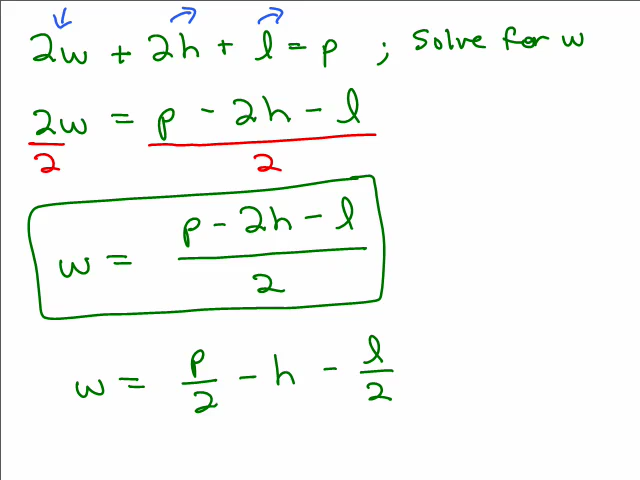 2w + 2h + l = p ; Solve for w
2w = p - 2h - l
2 2
w = p - 2h - l
2
w = p/2 - h - l/2